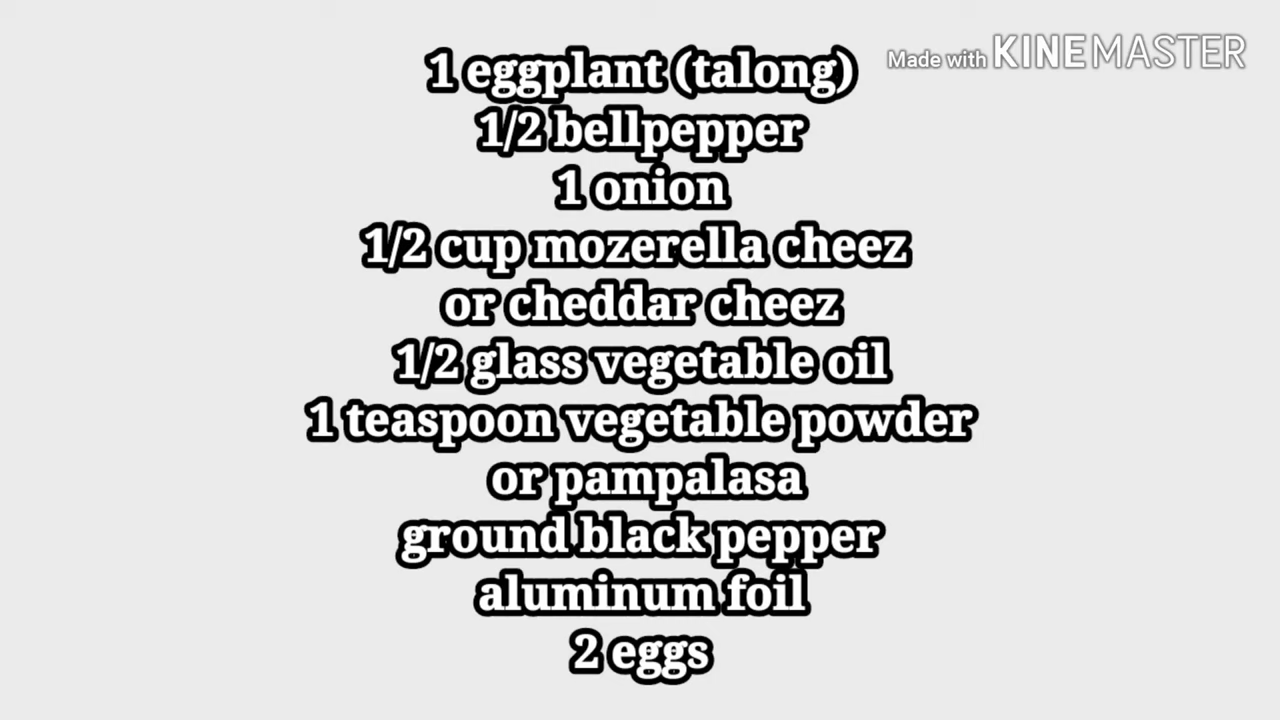 Made with KINEMASTER
1 eggplant (talong)
1/2 bellpepper
1 onion
1/2 cup mozerella cheez
or cheddar cheez
1/2 glass vegetable oil
1 teaspoon vegetable powder
or pampalasa
ground black pepper
aluminum foil
2 eggs